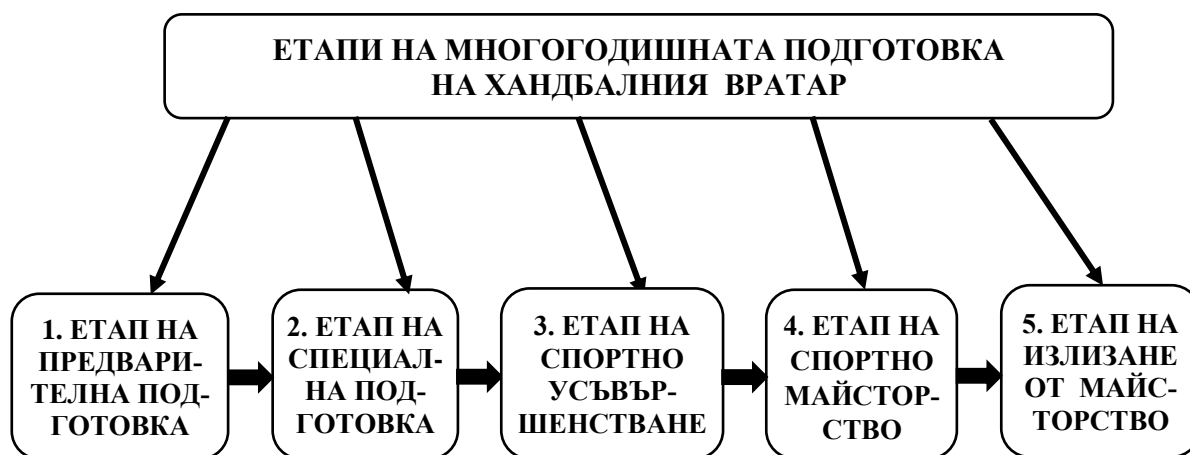 ЕТАПИ НА МНОГОГОДИШНАТА ПОДГОТОВКА
НА ХАНДБАЛНИЯ ВРАТАР
1. ЕТАП НА
ПРЕДВАРИ-
ТЕЛНА ПОД-
ГОТОВКА
2. ЕТАП НА
СПЕЦИАЛ-
НА ПОД-
ГОТОВКА
3. ЕТАП НА
СПОРТНО
УСЪВЪР-
ШЕНСТВАНЕ
4. ЕТАП НА
СПОРТНО
МАЙСТОР-
СТВО
5. ЕТАП НА
ИЗЛИЗАНЕ
ОТ МАЙС-
ТОРСТВО